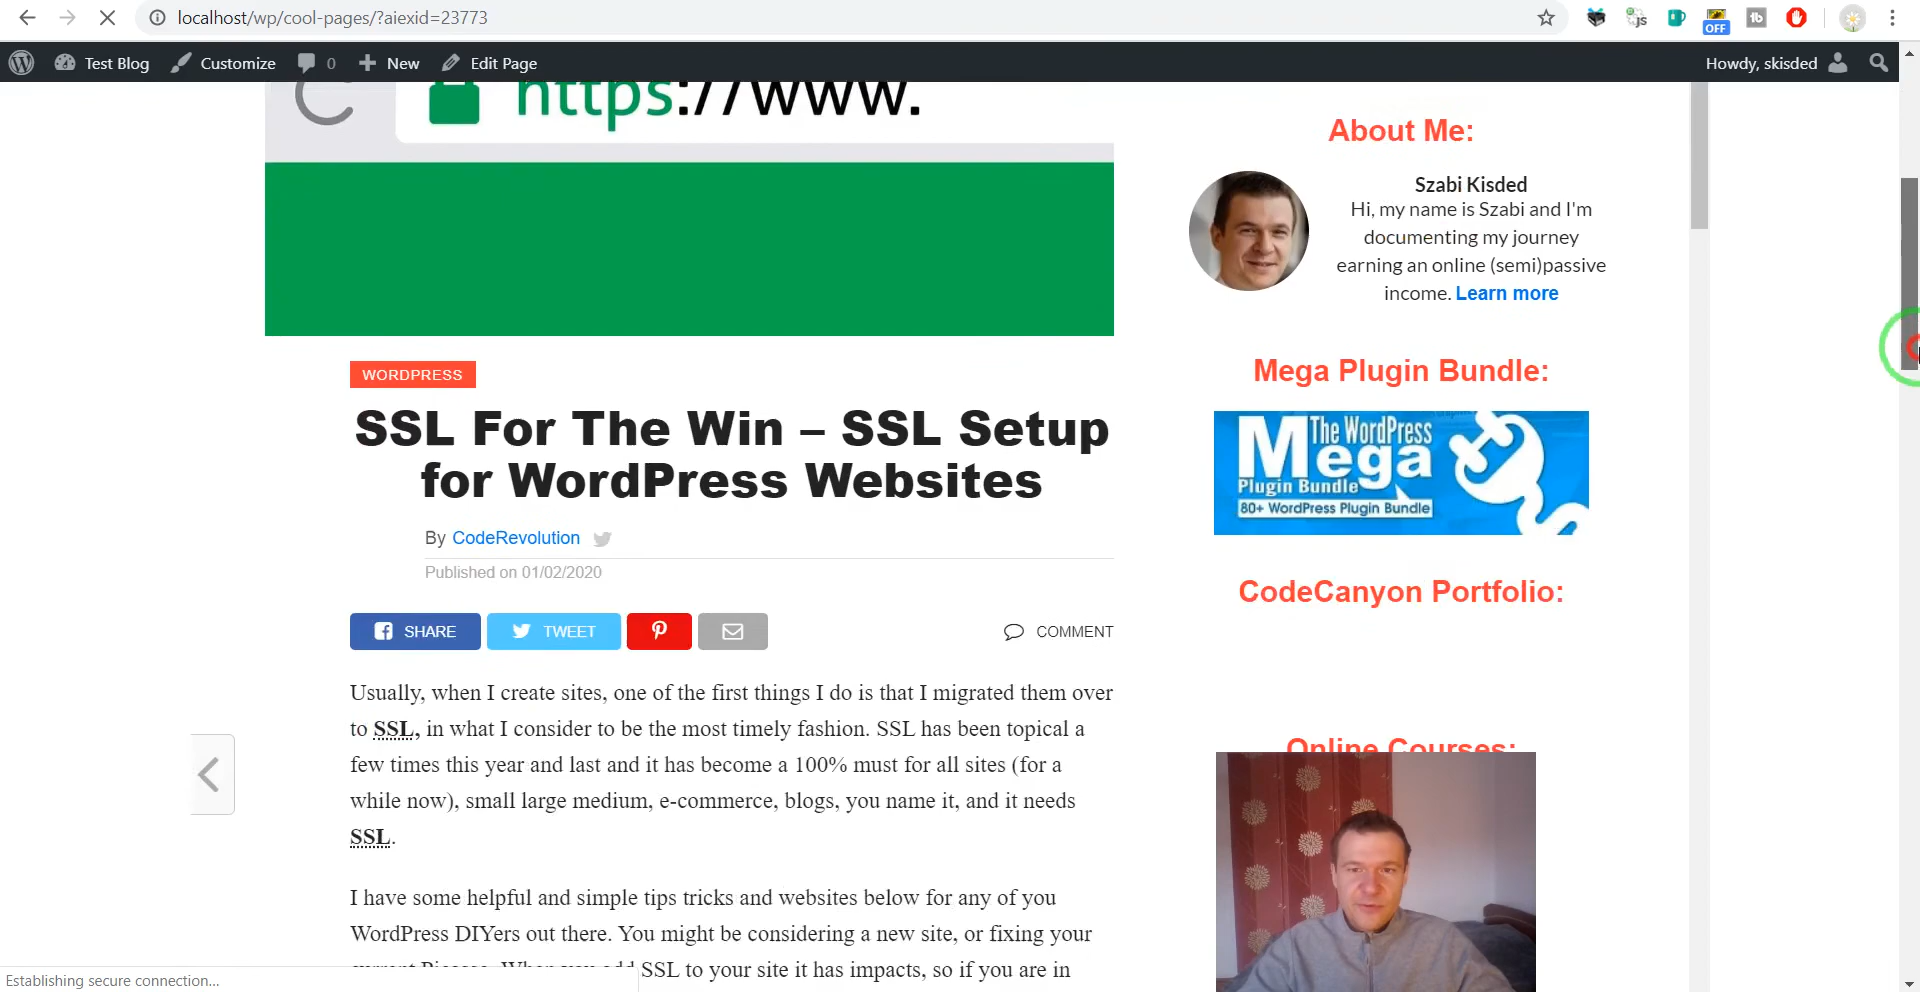 localhost/wp/cool-pages/?aiexid=23773
js
OFF
tb
Test Blog
Customize
0
New
Edit Page
Howdy, skisded
https://www.
WORDPRESS
SSL For The Win – SSL Setup
for WordPress Websites
By CodeRevolution
Published on 01/02/2020
SHARE
TWEET
COMMENT
Usually, when I create sites, one of the first things I do is that I migrated them over
to SSL, in what I consider to be the most timely fashion. SSL has been topical a
few times this year and last and it has become a 100% must for all sites (for a
while now), small large medium, e-commerce, blogs, you name it, and it needs
SSL.
I have some helpful and simple tips tricks and websites below for any of you
WordPress DIYers out there. You might be considering a new site, or fixing your
SSL to your site it has impacts, so if you are in
About Me:
Szabi Kisded
Hi, my name is Szabi and I'm
documenting my journey
earning an online (semi)passive
income. Learn more
Mega Plugin Bundle:
The WordPress
Mega
Plugin Bundle
80+ WordPress Plugin Bundle
CodeCanyon Portfolio:
Online Courses:
Establishing secure connection...